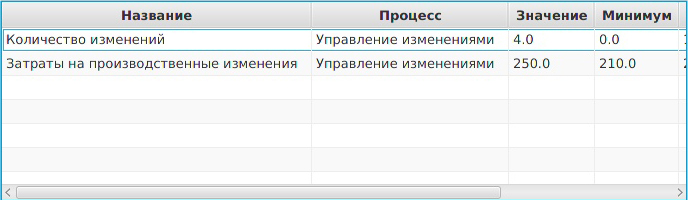 Название Процесс Значение Минимум
Количество изменений Управление изменениями 4.0 0.0
Затраты на производственные изменения Управление изменениями 250.0 210.0